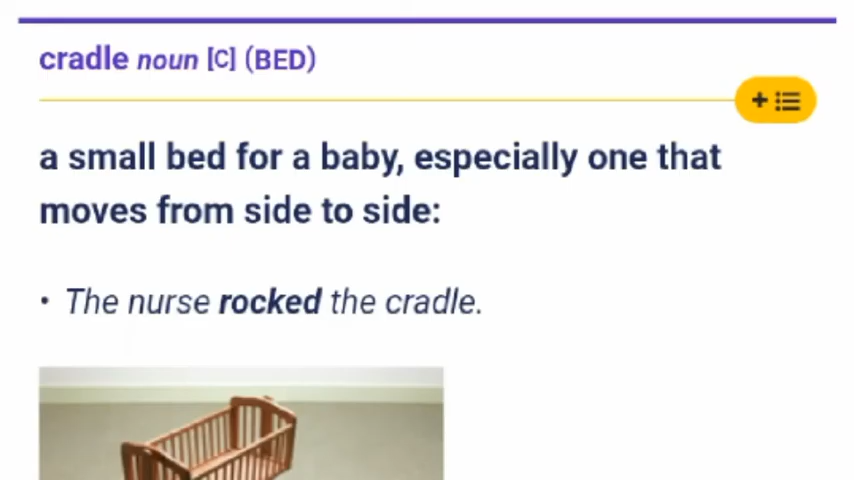 cradle noun [C] (BED)
a small bed for a baby, especially one that
moves from side to side:
• The nurse rocked the cradle.